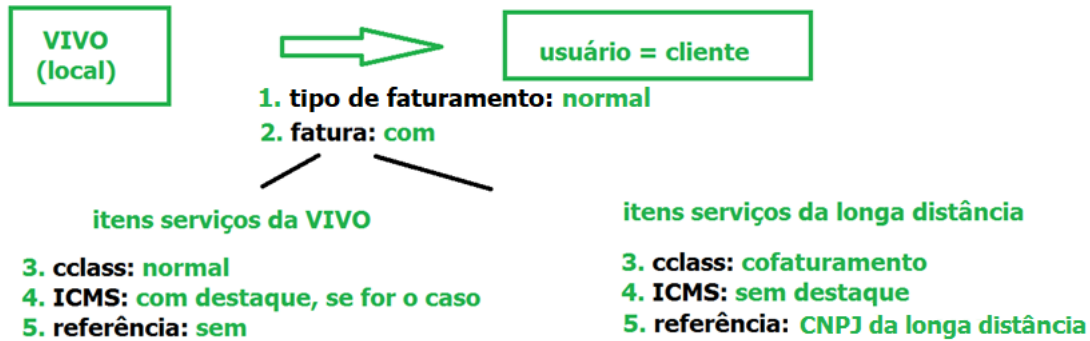 VIVO
(local)
usuário = cliente
1. tipo de faturamento: normal
2. fatura: com
itens serviços da VIVO
3. cclass: normal
4. ICMS: com destaque, se for o caso
5. referência: sem
itens serviços da longa distância
3. cclass: cofaturamento
4. ICMS: sem destaque
5. referência: CNPJ da longa distância